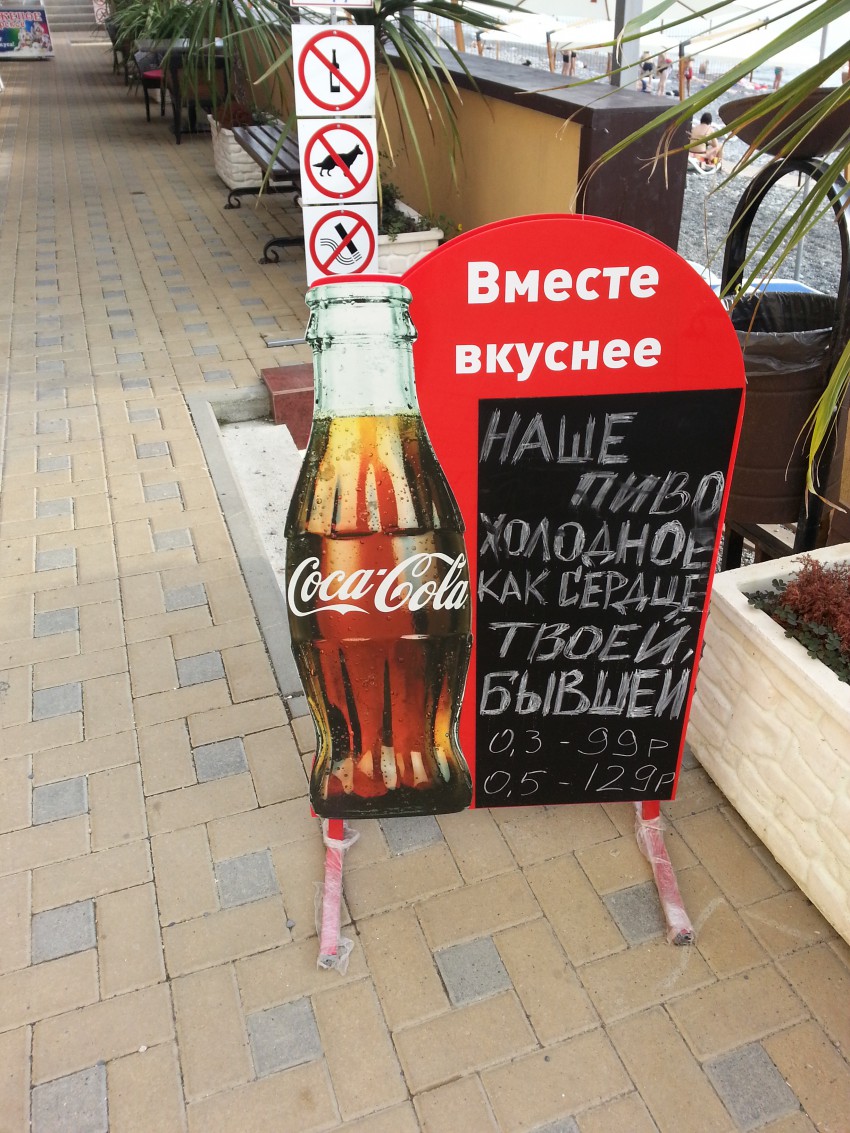 Вместе
вкуснее
Coca-Cola
НАШЕ
ПИВО
ХОЛОДНОЕ
КАК СЕРДЦЕ
ТВОЕЙ,
БЫВШЕЙ
0,3 - 99р
0,5 - 129р